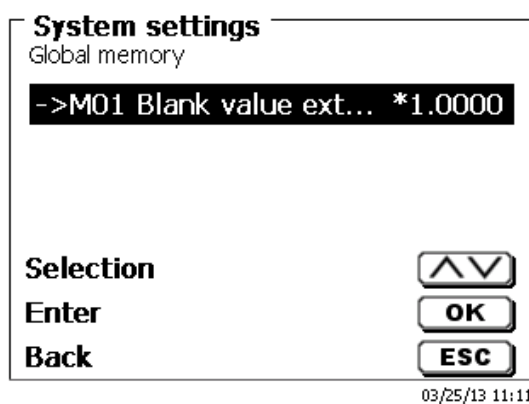 System settings
Global memory
->M01 Blank value ext... *1.0000
Selection
Enter OK
Back ESC
03/25/13 11:11